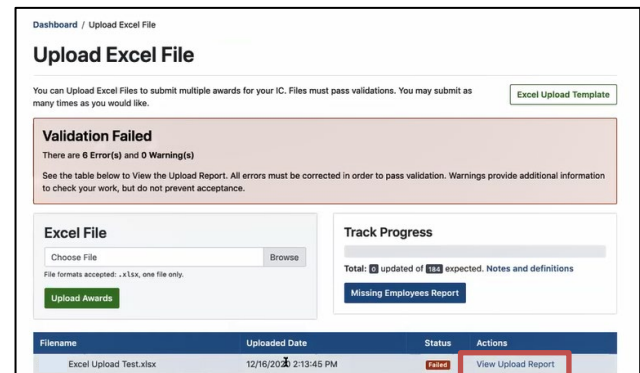 Dashboard / Upload Excel File
Upload Excel File
You can Upload Excel Files to submit multiple awards for your IC. Files must pass validations. You may submit as
many times as you would like.
Excel Upload Template
Validation Failed
There are 6 Error(s) and 0 Warning(s)
See the table below to View the Upload Report. All errors must be corrected in order to pass validation. Warnings provide additional information
to check your work, but do not prevent acceptance.
Excel File
Choose File Browse
File formats accepted: .xlsx, one file only.
Upload Awards
Track Progress
Total: 0 updated of 184 expected. Notes and definitions
Missing Employees Report
Filename Uploaded Date Status Actions
Excel Upload Test.xlsx 12/16/2020 2:13:45 PM Failed View Upload Report